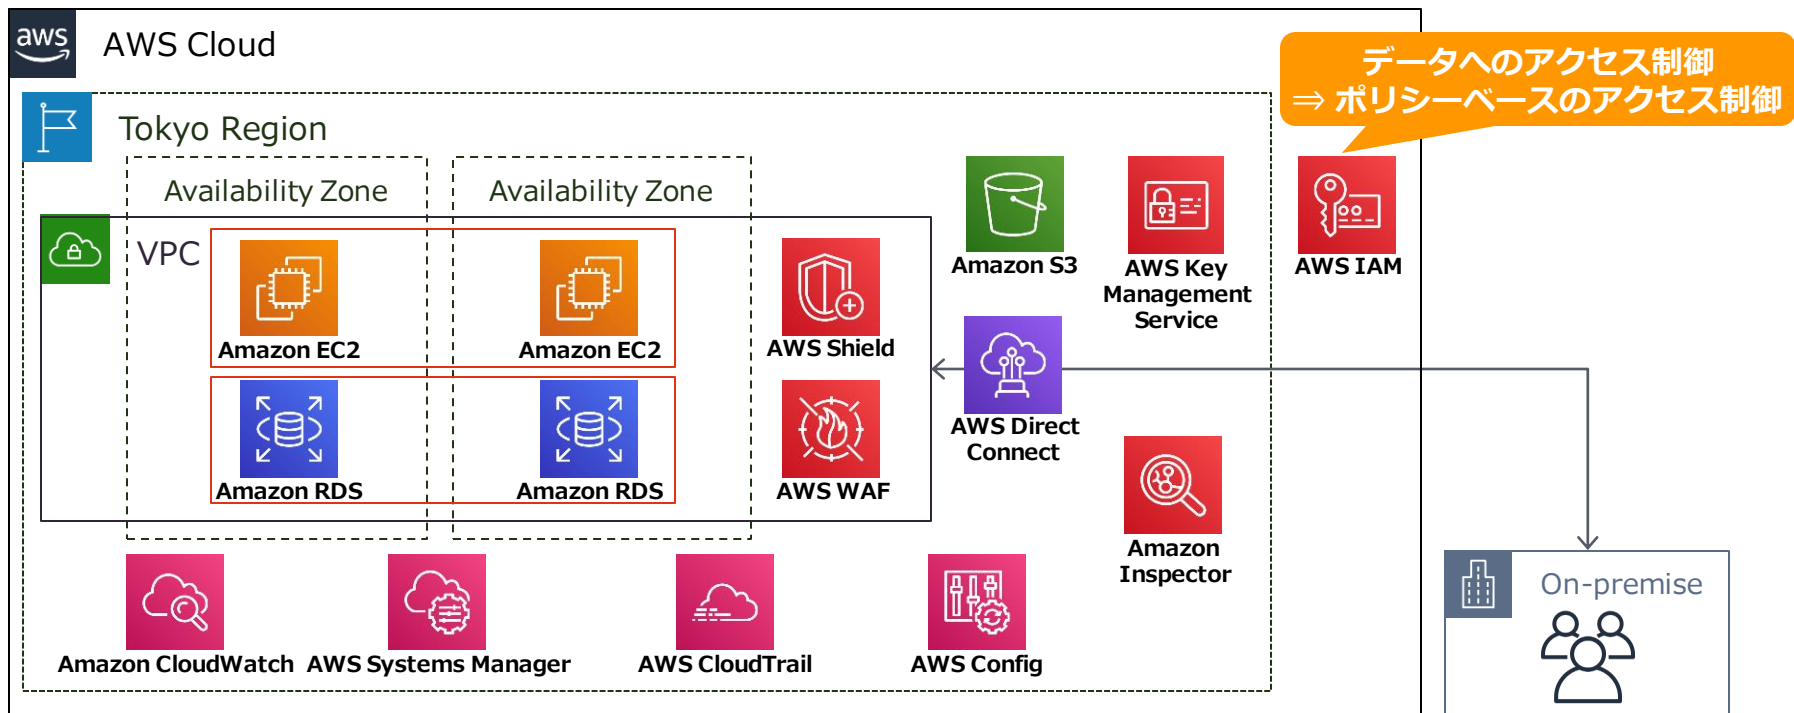 aws
AWS Cloud
データへのアクセス制御
⇒ ポリシーベースのアクセス制御
Tokyo Region
Availability Zone
Availability Zone
VPC
Amazon EC2
Amazon EC2
AWS Shield
Amazon S3
AWS Key
Management
Service
AWS IAM
Amazon RDS
Amazon RDS
AWS WAF
AWS Direct
Connect
Amazon
Inspector
Amazon CloudWatch
AWS Systems Manager
AWS CloudTrail
AWS Config
On-premise